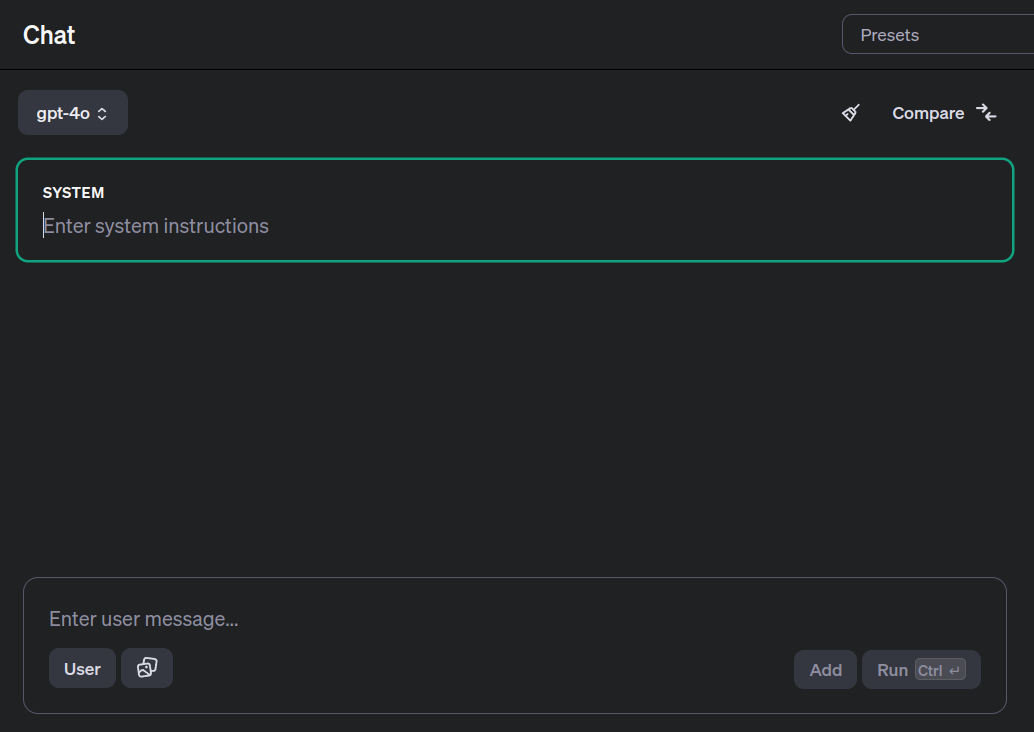 Chat
Presets
gpt-4o
Compare
SYSTEM
Enter system instructions
Enter user message...
User
Add
Run Ctrl ↵